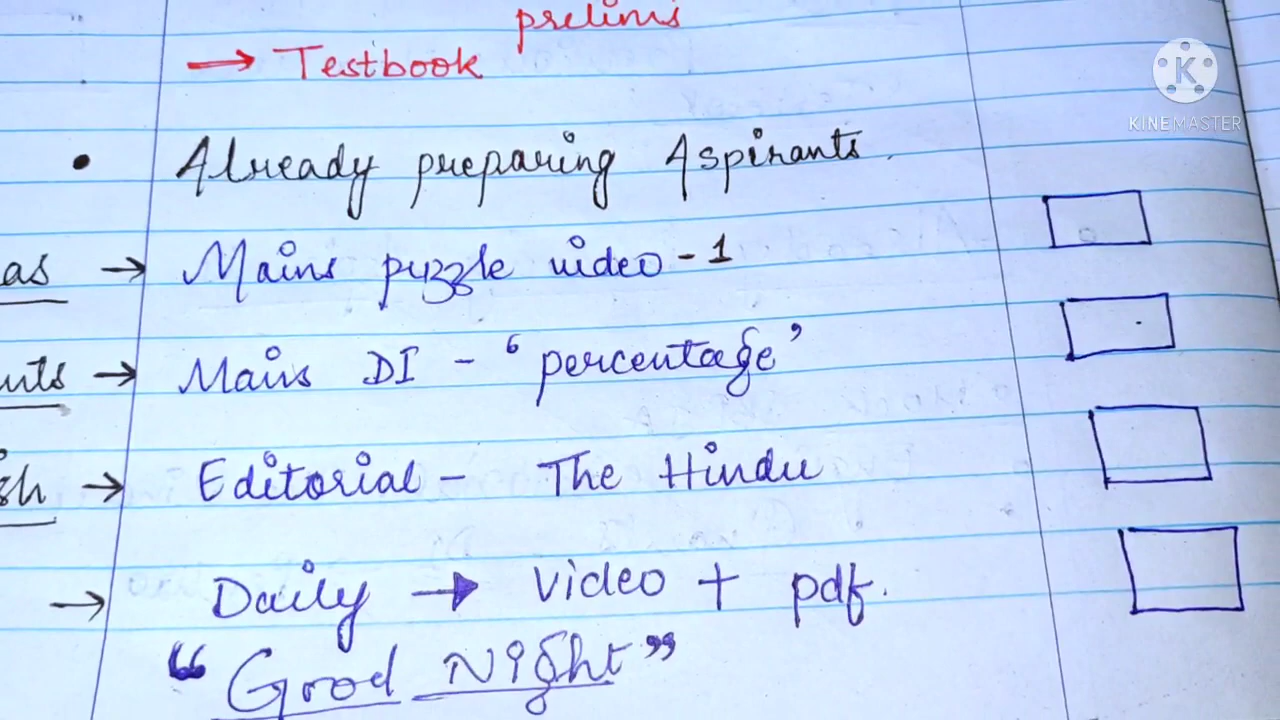 prelims
→ Testbook
KINEMASTER
• Already preparing Aspirants.
as → Mains puzzle video - 1
nts → Mains DI - ‘percentage’
sh → Editorial - The Hindu
→ Daily → video + pdf.
“Good Night”